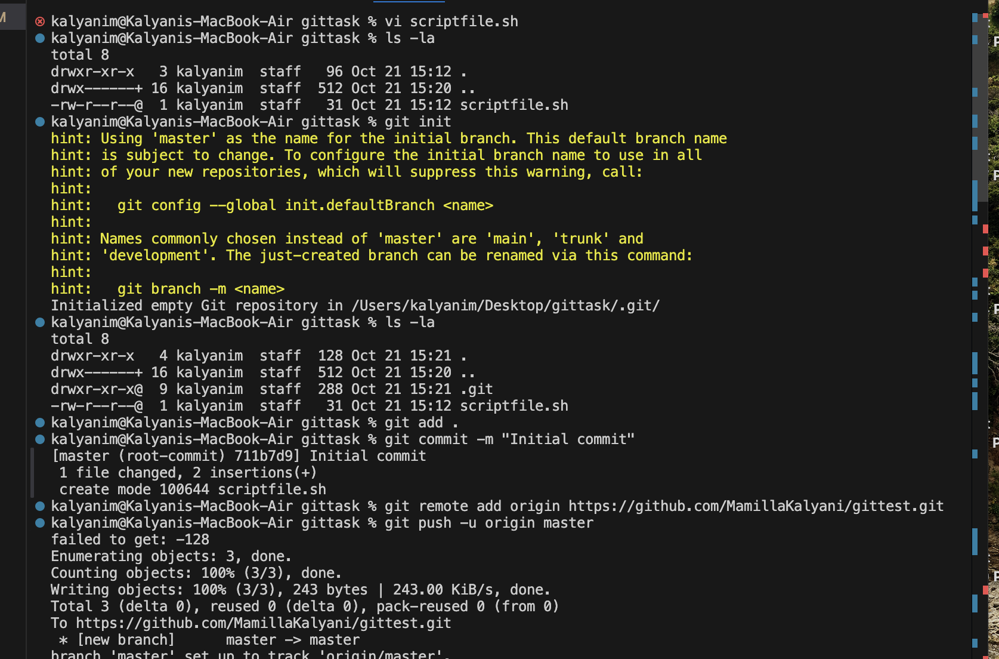 kalyanim@Kalyanis-MacBook-Air gittask % vi scriptfile.sh
kalyanim@Kalyanis-MacBook-Air gittask % ls -la
total 8
drwxr-xr-x   3 kalyanim  staff   96 Oct 21 15:12 .
drwx------+ 16 kalyanim  staff  512 Oct 21 15:20 ..
-rw-r--r--@  1 kalyanim  staff   31 Oct 21 15:12 scriptfile.sh
kalyanim@Kalyanis-MacBook-Air gittask % git init
hint: Using 'master' as the name for the initial branch. This default branch name
hint: is subject to change. To configure the initial branch name to use in all
hint: of your new repositories, which will suppress this warning, call:
hint:
hint:   git config --global init.defaultBranch <name>
hint:
hint: Names commonly chosen instead of 'master' are 'main', 'trunk' and
hint: 'development'. The just-created branch can be renamed via this command:
hint:
hint:   git branch -m <name>
Initialized empty Git repository in /Users/kalyanim/Desktop/gittask/.git/
kalyanim@Kalyanis-MacBook-Air gittask % ls -la
total 8
drwxr-xr-x   4 kalyanim  staff  128 Oct 21 15:21 .
drwx------+ 16 kalyanim  staff  512 Oct 21 15:20 ..
drwxr-xr-x@  9 kalyanim  staff  288 Oct 21 15:21 .git
-rw-r--r--@  1 kalyanim  staff   31 Oct 21 15:12 scriptfile.sh
kalyanim@Kalyanis-MacBook-Air gittask % git add .
kalyanim@Kalyanis-MacBook-Air gittask % git commit -m "Initial commit"
[master (root-commit) 711b7d9] Initial commit
 1 file changed, 2 insertions(+)
 create mode 100644 scriptfile.sh
kalyanim@Kalyanis-MacBook-Air gittask % git remote add origin https://github.com/MamillaKalyani/gittest.git
kalyanim@Kalyanis-MacBook-Air gittask % git push -u origin master
failed to get: -128
Enumerating objects: 3, done.
Counting objects: 100% (3/3), done.
Writing objects: 100% (3/3), 243 bytes | 243.00 KiB/s, done.
Total 3 (delta 0), reused 0 (delta 0), pack-reused 0 (from 0)
To https://github.com/MamillaKalyani/gittest.git
 * [new branch]      master -> master
branch 'master' set up to track 'origin/master'.